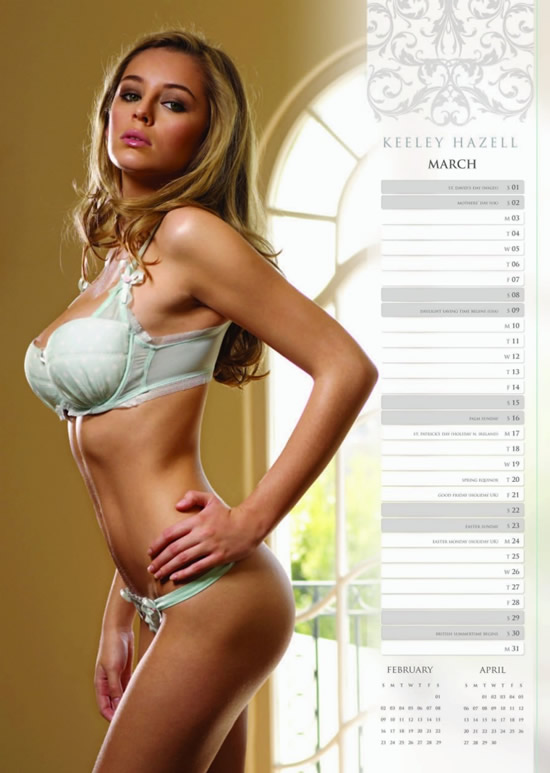 KEELEY HAZELL
MARCH
ST. DAVID'S DAY (WALES) S 01
MOTHERS' DAY (UK) S 02
M 03
T 04
W 05
T 06
F 07
S 08
DAYLIGHT SAVING TIME BEGINS (USA) S 09
M 10
T 11
W 12
T 13
F 14
S 15
PALM SUNDAY S 16
ST. PATRICK'S DAY (HOLIDAY N. IRELAND) M 17
T 18
W 19
SPRING EQUINOX T 20
GOOD FRIDAY (HOLIDAY UK) F 21
S 22
EASTER SUNDAY S 23
EASTER MONDAY (HOLIDAY UK) M 24
T 25
W 26
T 27
F 28
S 29
BRITISH SUMMERTIME BEGINS S 30
M 31
FEBRUARY
S M T W T F S
01
02 03 04 05 06 07 08
09 10 11 12 13 14 15
16 17 18 19 20 21 22
23 24 25 26 27 28 29
APRIL
S M T W T F S
01 02 03 04 05
06 07 08 09 10 11 12
13 14 15 16 17 18 19
20 21 22 23 24 25 26
27 28 29 30